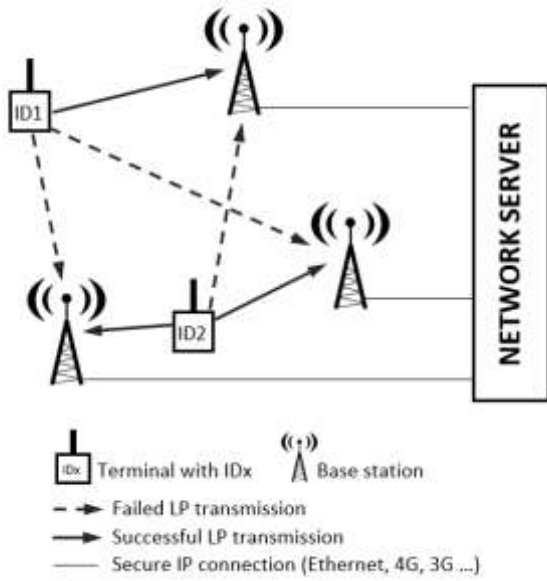 ID1
ID2
NETWORK SERVER
IDx Terminal with IDx Base station
Failed LP transmission
Successful LP transmission
Secure IP connection (Ethernet, 4G, 3G ...)